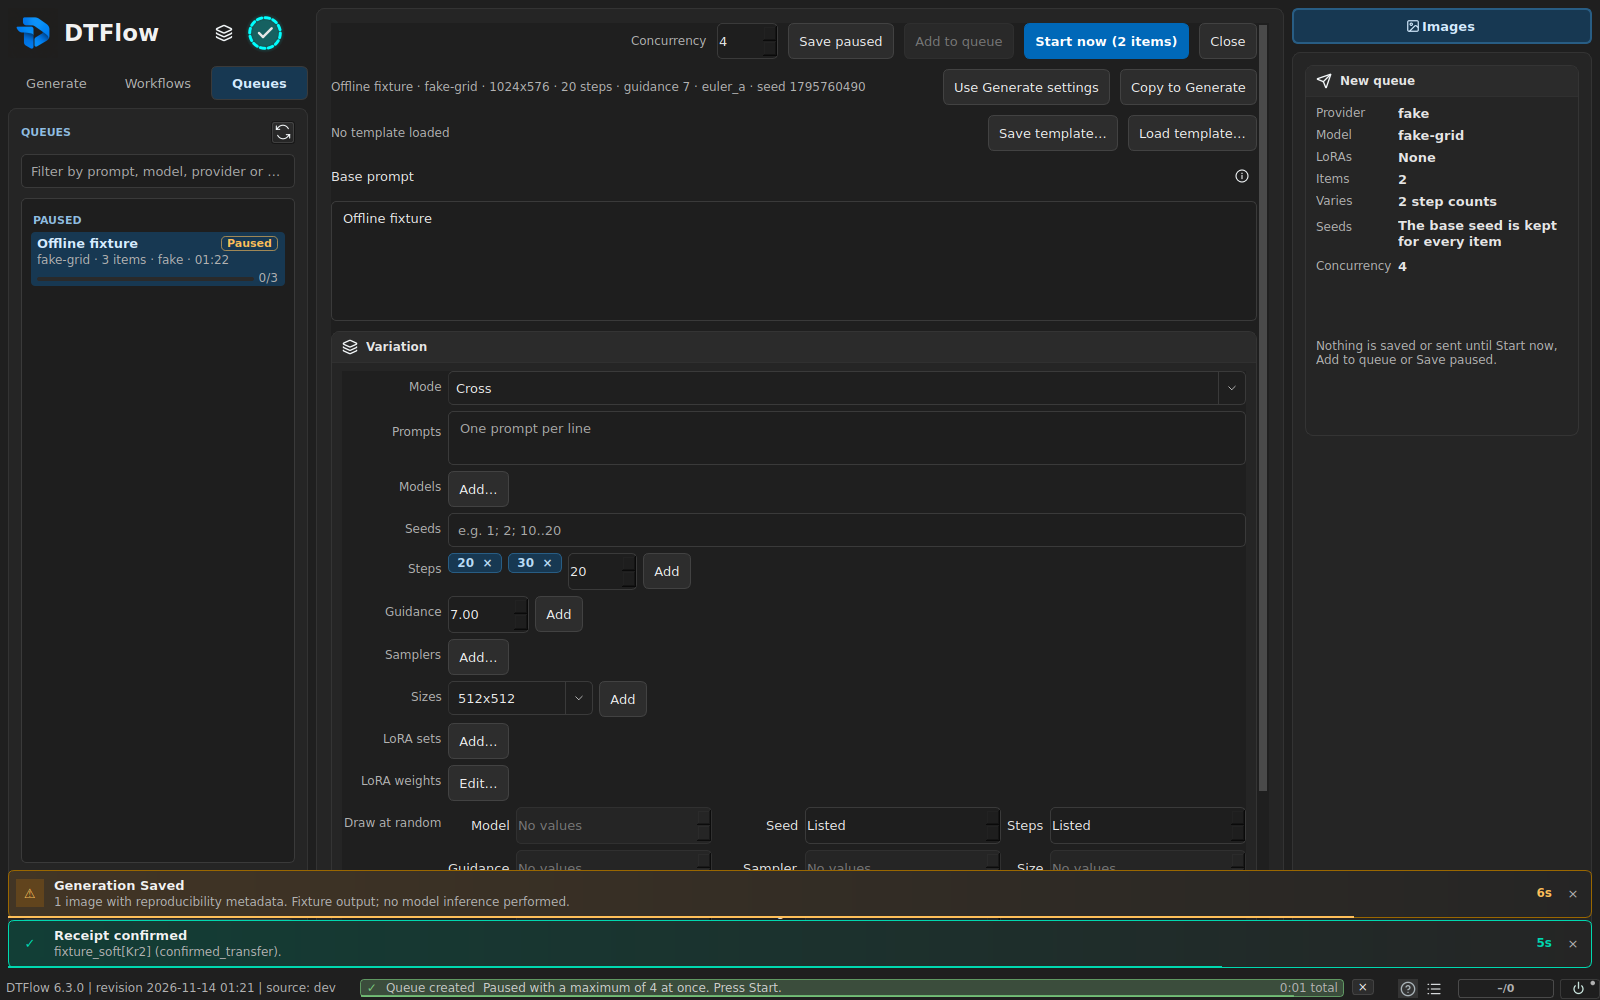 DTFlow
Generate
Workflows
Queues
QUEUES
Filter by prompt, model, provider or ...
PAUSED
Offline fixture
Paused
fake-grid · 3 items · fake · 01:22
0/3
Concurrency
4
Save paused
Add to queue
Start now (2 items)
Close
Offline fixture · fake-grid · 1024x576 · 20 steps · guidance 7 · euler_a · seed 1795760490
Use Generate settings
Copy to Generate
No template loaded
Save template...
Load template...
Base prompt
Offline fixture
Variation
Mode
Cross
Prompts
One prompt per line
Models
Add...
Seeds
e.g. 1; 2; 10..20
Steps
20 ×
30 ×
20
Add
Guidance
7.00
Add
Samplers
Add...
Sizes
512x512
Add
LoRA sets
Add...
LoRA weights
Edit...
Draw at random
Model
No values
Seed
Listed
Steps
Listed
Guidance
No values
Sampler
No values
Size
No values
Images
New queue
Provider
fake
Model
fake-grid
LoRAs
None
Items
2
Varies
2 step counts
Seeds
The base seed is kept
for every item
Concurrency
4
Nothing is saved or sent until Start now,
Add to queue or Save paused.
Generation Saved
1 image with reproducibility metadata. Fixture output; no model inference performed.
6s
×
Receipt confirmed
fixture_soft[Kr2] (confirmed_transfer).
5s
×
DTFlow 6.3.0 | revision 2026-11-14 01:21 | source: dev
✓ Queue created Paused with a maximum of 4 at once. Press Start.
0:01 total
×
-/0